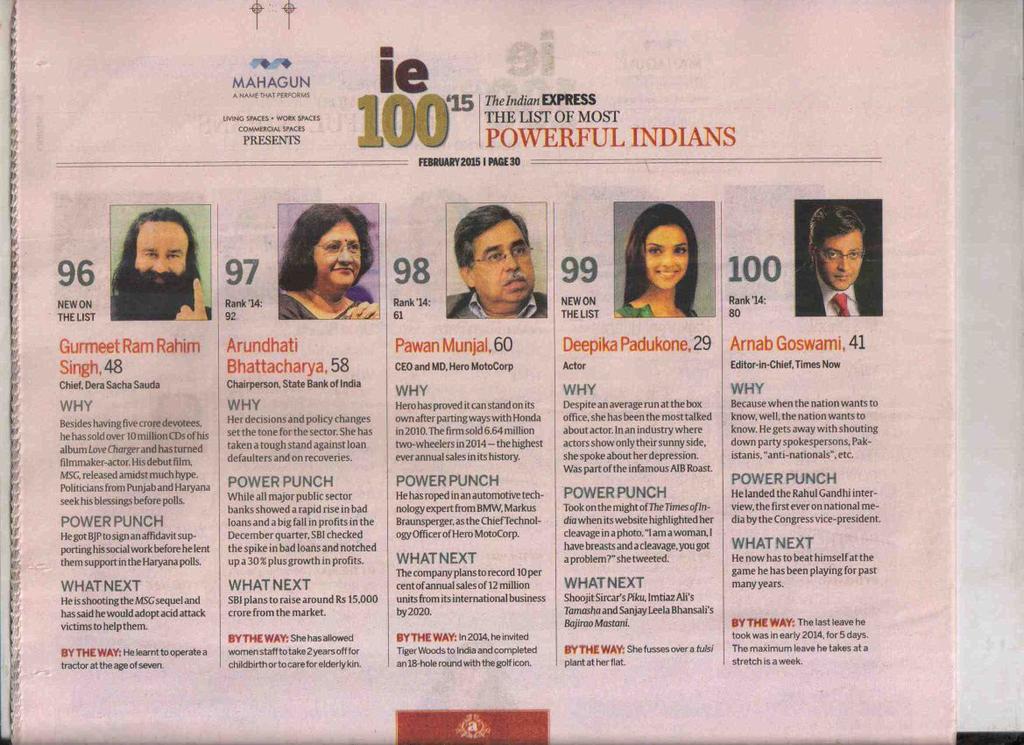 MAHAGUN
A NAME THAT PERFORMS
LIVING SPACES • WORK SPACES
COMMERCIAL SPACES
PRESENTS
ie
100'15
The Indian EXPRESS
THE LIST OF MOST
POWERFUL INDIANS
FEBRUARY 2015 | PAGE 30
96
NEW ON
THE LIST
Gurmeet Ram Rahim
Singh, 48
Chief, Dera Sacha Sauda
WHY
Besides having five crore devotees,
he has sold over 10 million CDs of his
album Love Charger and has turned
filmmaker-actor. His debut film,
MSG, released amidst much hype.
Politicians from Punjab and Haryana
seek his blessings before polls.
POWER PUNCH
He got BJP to sign an affidavit sup-
porting his social work before he lent
them support in the Haryana polls.
WHAT NEXT
He is shooting the MSG sequel and
has said he would adopt acid attack
victims to help them.
BY THE WAY: He learnt to operate a
tractor at the age of seven.
97
Rank '14:
92
Arundhati
Bhattacharya, 58
Chairperson, State Bank of India
WHY
Her decisions and policy changes
set the tone for the sector. She has
taken a tough stand against loan
defaulters and on recoveries.
POWER PUNCH
While all major public sector
banks showed a rapid rise in bad
loans and a big fall in profits in the
December quarter, SBI checked
the spike in bad loans and notched
up a 30% plus growth in profits.
WHAT NEXT
SBI plans to raise around Rs 15,000
crore from the market.
BY THE WAY: She has allowed
women staff to take 2 years off for
childbirth or to care for elderly kin.
98
Rank '14:
61
Pawan Munjal, 60
CEO and MD, Hero MotoCorp
WHY
Hero has proved it can stand on its
own after parting ways with Honda
in 2010. The firm sold 6.64 million
two-wheelers in 2014 — the highest
ever annual sales in its history.
POWER PUNCH
He has roped in an automotive tech-
nology expert from BMW, Markus
Braunsperger, as the Chief Technol-
ogy Officer of Hero MotoCorp.
WHAT NEXT
The company plans to record 10 per
cent of annual sales of 12 million
units from its international business
by 2020.
BY THE WAY: In 2014, he invited
Tiger Woods to India and completed
an 18-hole round with the golf icon.
99
NEW ON
THE LIST
Deepika Padukone, 29
Actor
WHY
Despite an average run at the box
office, she has been the most talked
about actor. In an industry where
actors show only their sunny side,
she spoke about her depression.
Was part of the infamous AIB Roast.
POWER PUNCH
Took on the might of The Times of In-
dia when its website highlighted her
cleavage in a photo. "I am a woman, I
have breasts and a cleavage, you got
a problem?" she tweeted.
WHAT NEXT
Shoojit Sircar's Piku, Imtiaz Ali's
Tamasha and Sanjay Leela Bhansali's
Bajirao Mastani.
BY THE WAY: She fusses over a tulsi
plant at her flat.
100
Rank '14:
80
Arnab Goswami, 41
Editor-in-Chief, Times Now
WHY
Because when the nation wants to
know, well, the nation wants to
know. He gets away with shouting
down party spokespersons, Pak-
istanis, "anti-nationals", etc.
POWER PUNCH
He landed the Rahul Gandhi inter-
view, the first ever on national me-
dia by the Congress vice-president.
WHAT NEXT
He now has to beat himself at the
game he has been playing for past
many years.
BY THE WAY: The last leave he
took was in early 2014, for 5 days.
The maximum leave he takes at a
stretch is a week.
a